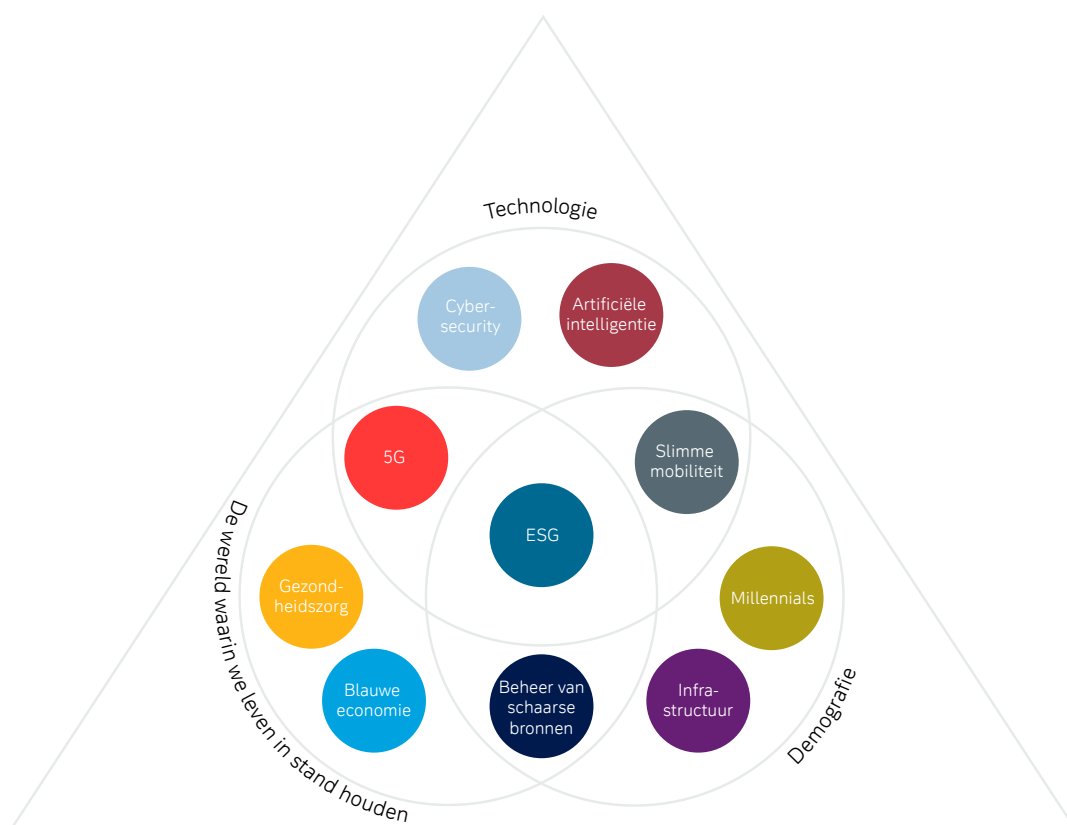 Technologie
Cyber-
security
Artificiële
intelligentie
5G
Slimme
mobiliteit
ESG
De wereld waarin we leven in stand houden
Gezond-
heidszorg
Millennials
Blauwe
economie
Beheer van
schaarse
bronnen
Infra-
structuur
Demografie